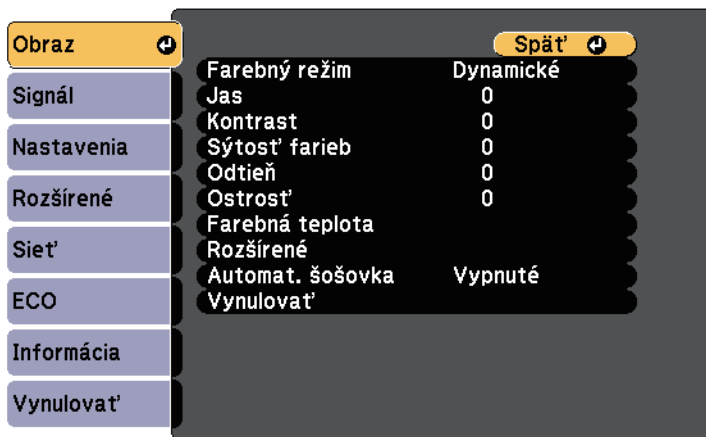 Obraz
Signál
Nastavenia
Rozšírené
Sieť
ECO
Informácia
Vynulovať
Späť
Farebný režim Dynamické
Jas 0
Kontrast 0
Sýtosť farieb 0
Odtieň 0
Ostrosť 0
Farebná teplota
Rozšírené
Automat. šošovka Vypnuté
Vynulovať